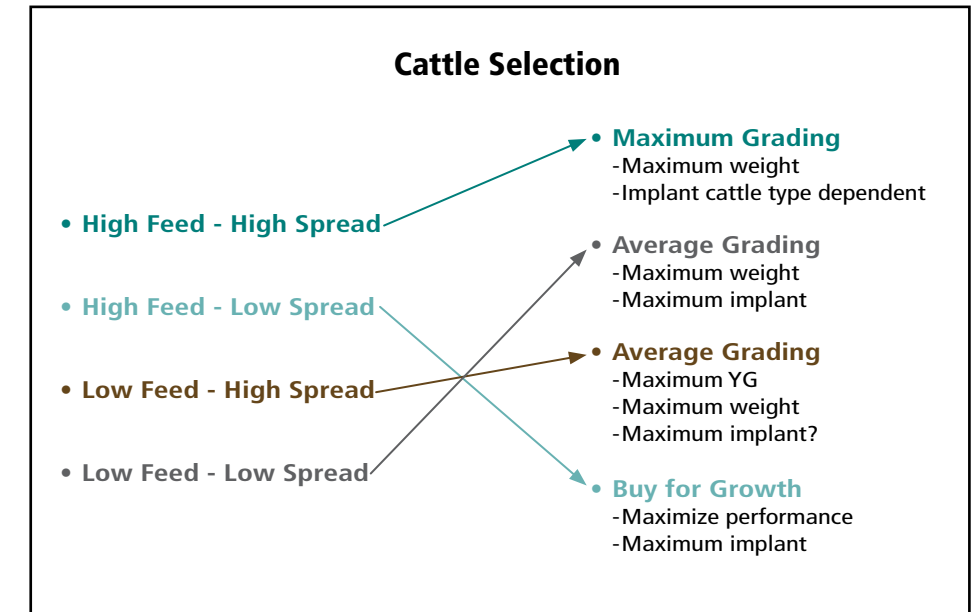 Cattle Selection
• High Feed - High Spread
• High Feed - Low Spread
• Low Feed - High Spread
• Low Feed - Low Spread
• Maximum Grading
-Maximum weight
-Implant cattle type dependent
• Average Grading
-Maximum weight
-Maximum implant
• Average Grading
-Maximum YG
-Maximum weight
-Maximum implant?
• Buy for Growth
-Maximize performance
-Maximum implant